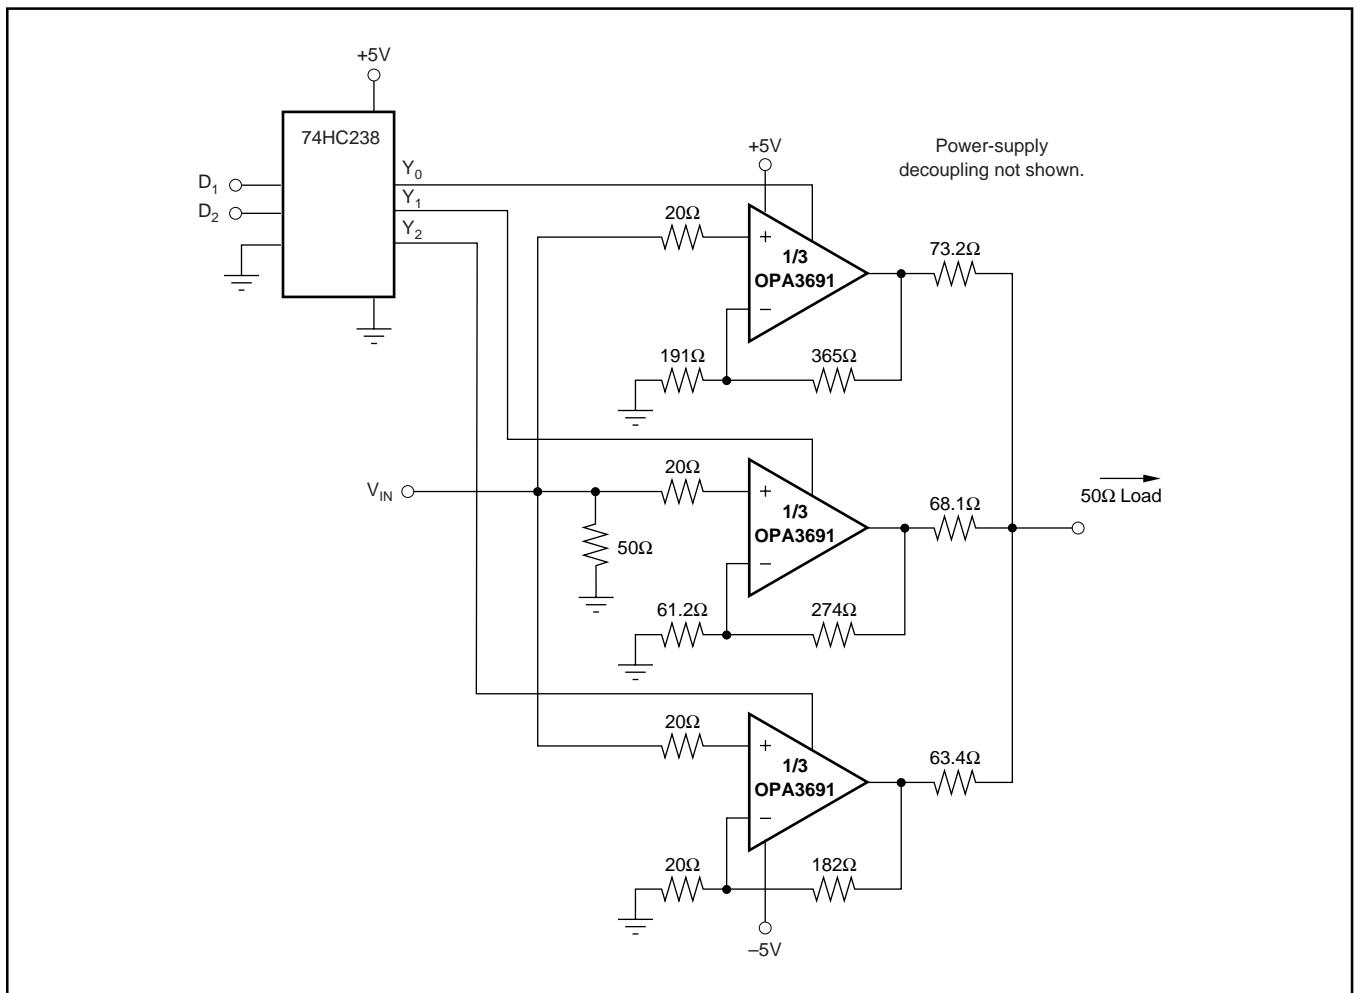 +5V
74HC238
D1
D2
Y0
Y1
Y2
+5V
Power-supply
decoupling not shown.
20Ω
+
1/3
OPA3691
−
73.2Ω
191Ω
365Ω
VIN
50Ω
20Ω
+
1/3
OPA3691
−
68.1Ω
50Ω Load
61.2Ω
274Ω
20Ω
+
1/3
OPA3691
−
63.4Ω
20Ω
182Ω
–5V